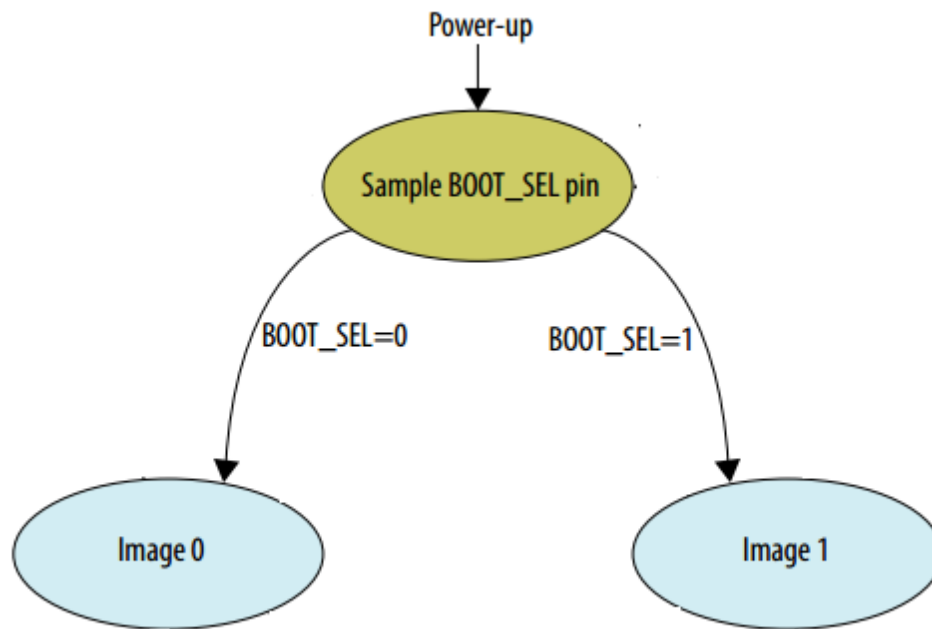 Power-up
Sample BOOT_SEL pin
BOOT_SEL=0
BOOT_SEL=1
Image 0
Image 1